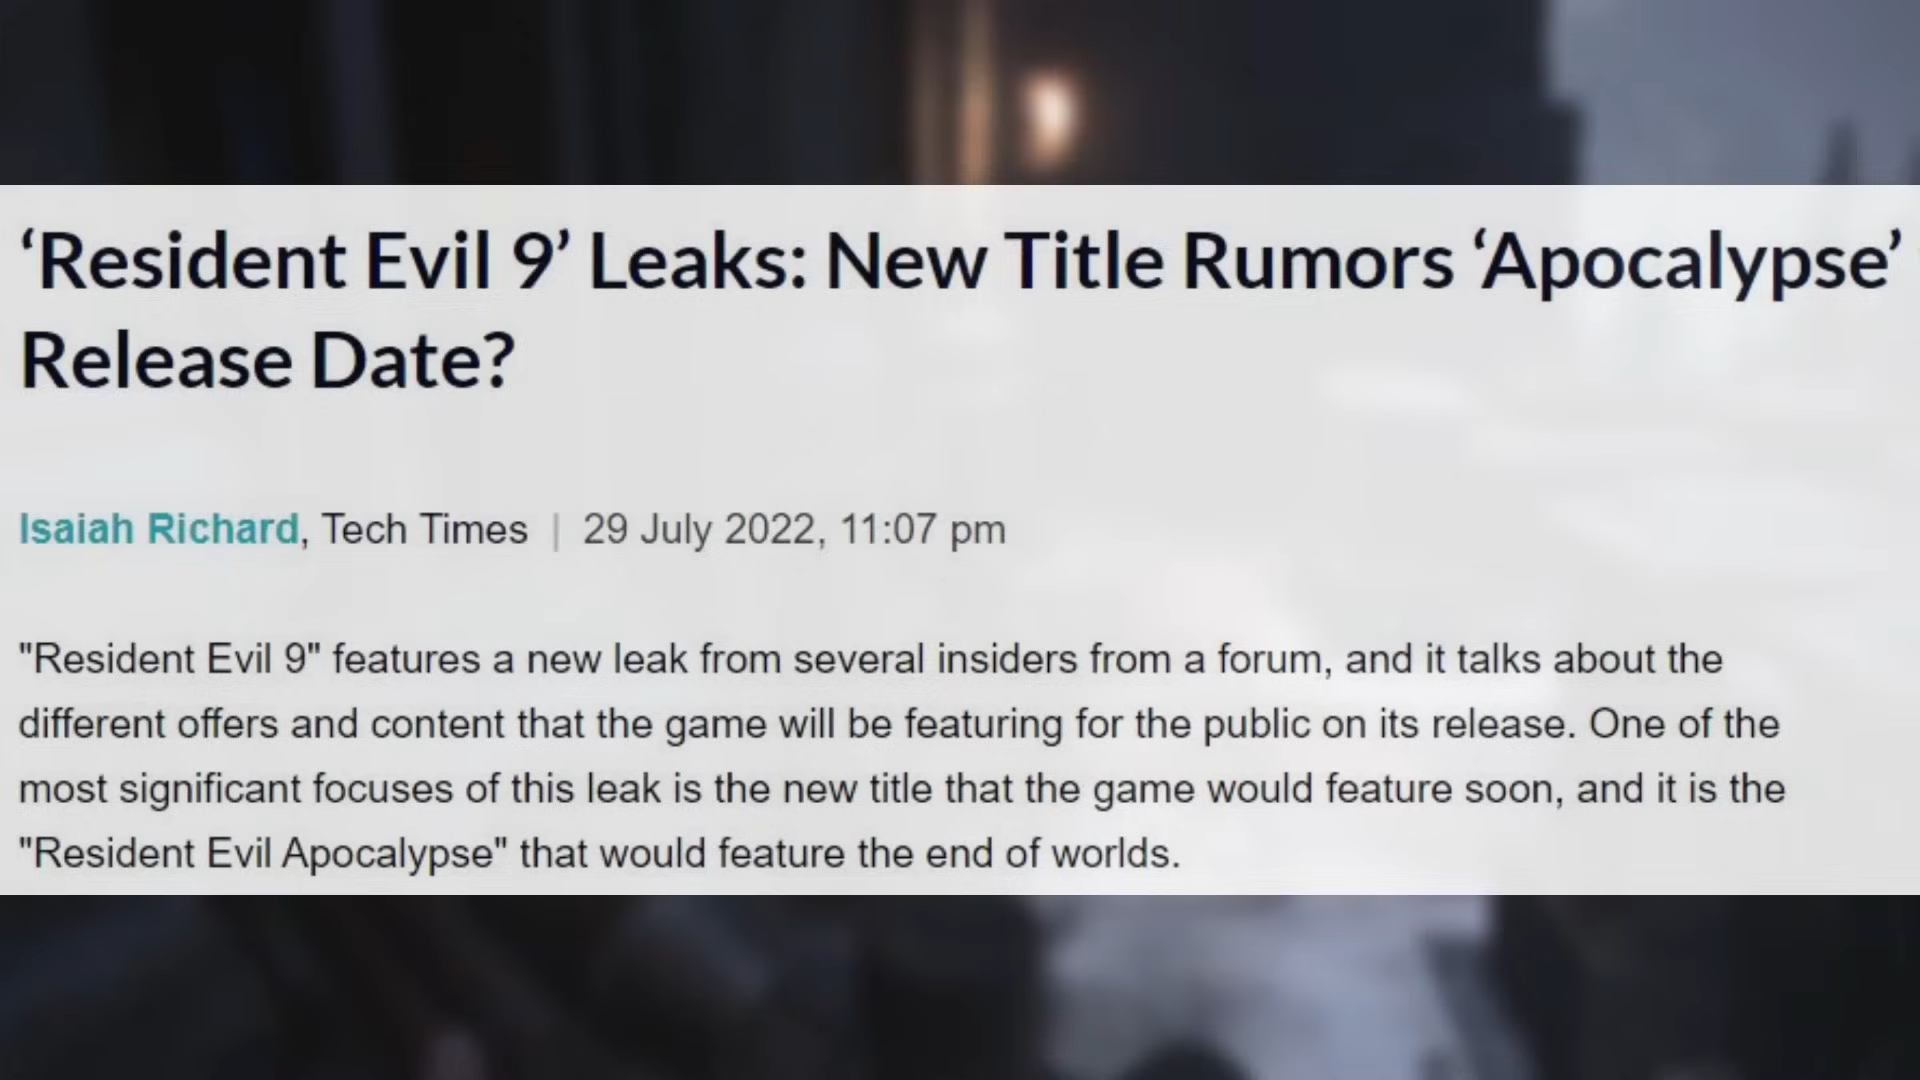 ‘Resident Evil 9’ Leaks: New Title Rumors ‘Apocalypse’
Release Date?
Isaiah Richard, Tech Times | 29 July 2022, 11:07 pm
"Resident Evil 9" features a new leak from several insiders from a forum, and it talks about the
different offers and content that the game will be featuring for the public on its release. One of the
most significant focuses of this leak is the new title that the game would feature soon, and it is the
"Resident Evil Apocalypse" that would feature the end of worlds.